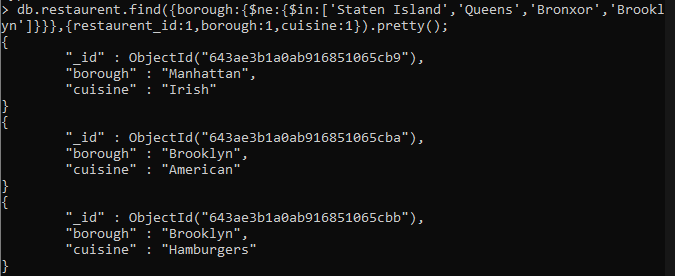 > db.restaurent.find({borough:{$ne:{$in:['Staten Island','Queens','Bronxor','Brookl
yn']}}},{restaurent_id:1,borough:1,cuisine:1}).pretty();
{
"_id" : ObjectId("643ae3b1a0ab916851065cb9"),
"borough" : "Manhattan",
"cuisine" : "Irish"
}
{
"_id" : ObjectId("643ae3b1a0ab916851065cba"),
"borough" : "Brooklyn",
"cuisine" : "American"
}
{
"_id" : ObjectId("643ae3b1a0ab916851065cbb"),
"borough" : "Brooklyn",
"cuisine" : "Hamburgers"
}